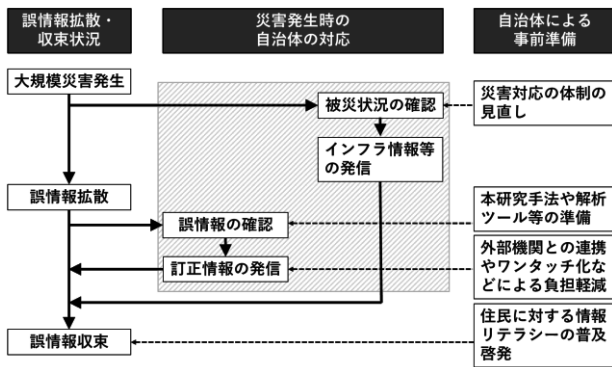 誤情報拡散・
収束状況
災害発生時の
自治体の対応
自治体による
事前準備
大規模災害発生
被災状況の確認
災害対応の体制の
見直し
インフラ情報等
の発信
誤情報拡散
誤情報の確認
本研究手法や解析
ツール等の準備
訂正情報の発信
外部機関との連携
やワンタッチ化な
どによる負担軽減
誤情報収束
住民に対する情報
リテラシーの普及
啓発